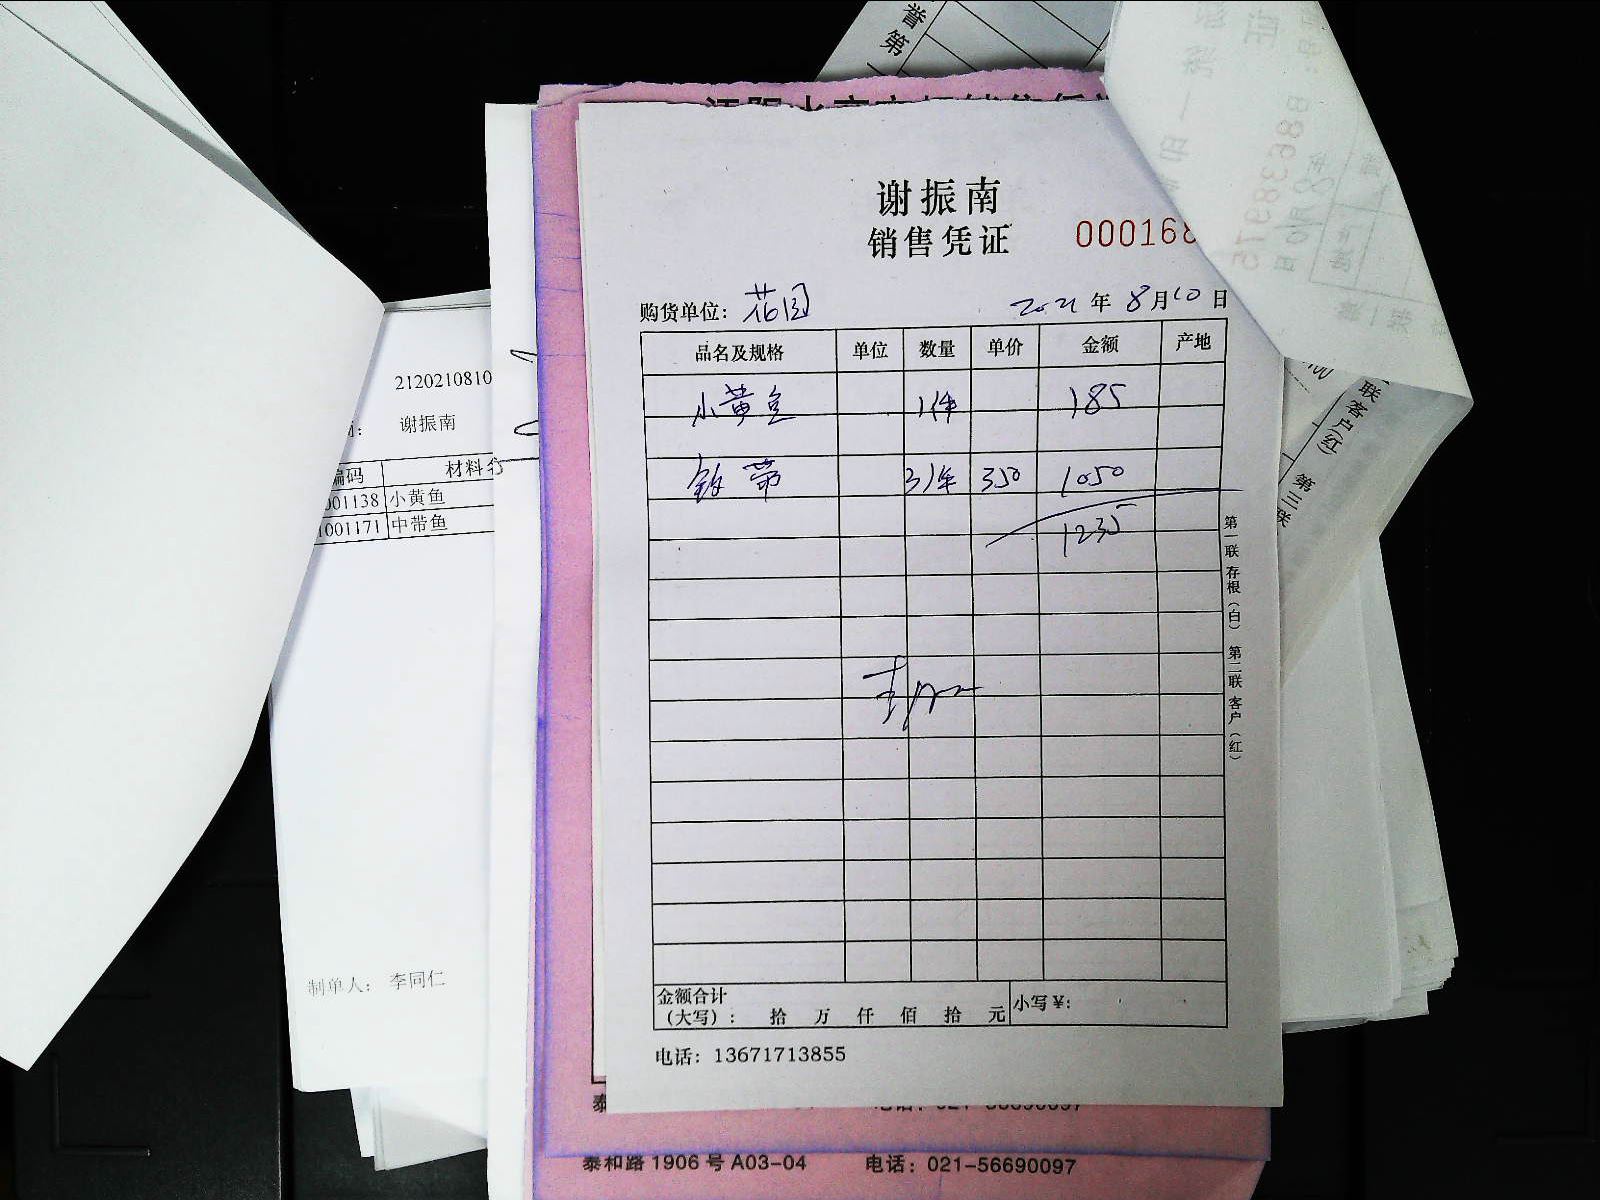 谢振南
销售凭证
000168
购货单位: 花园 2021年8月10日
品名及规格 单位 数量 单价 金额 产地
小黄鱼 1件 185
带 3件 350 1050
1235
金额合计
(大写): 拾 万 仟 佰 拾 元 小写¥:
电话: 13671713855
第一联 存根(白) 第二联 客户(红)
2120210810
谢振南
编码 材料
001138 小黄鱼
1001171 中带鱼
制单人: 李同仁
誉第
联客户(红) 第三联
泰
泰和路1906号A03-04 电话: 021-56690097